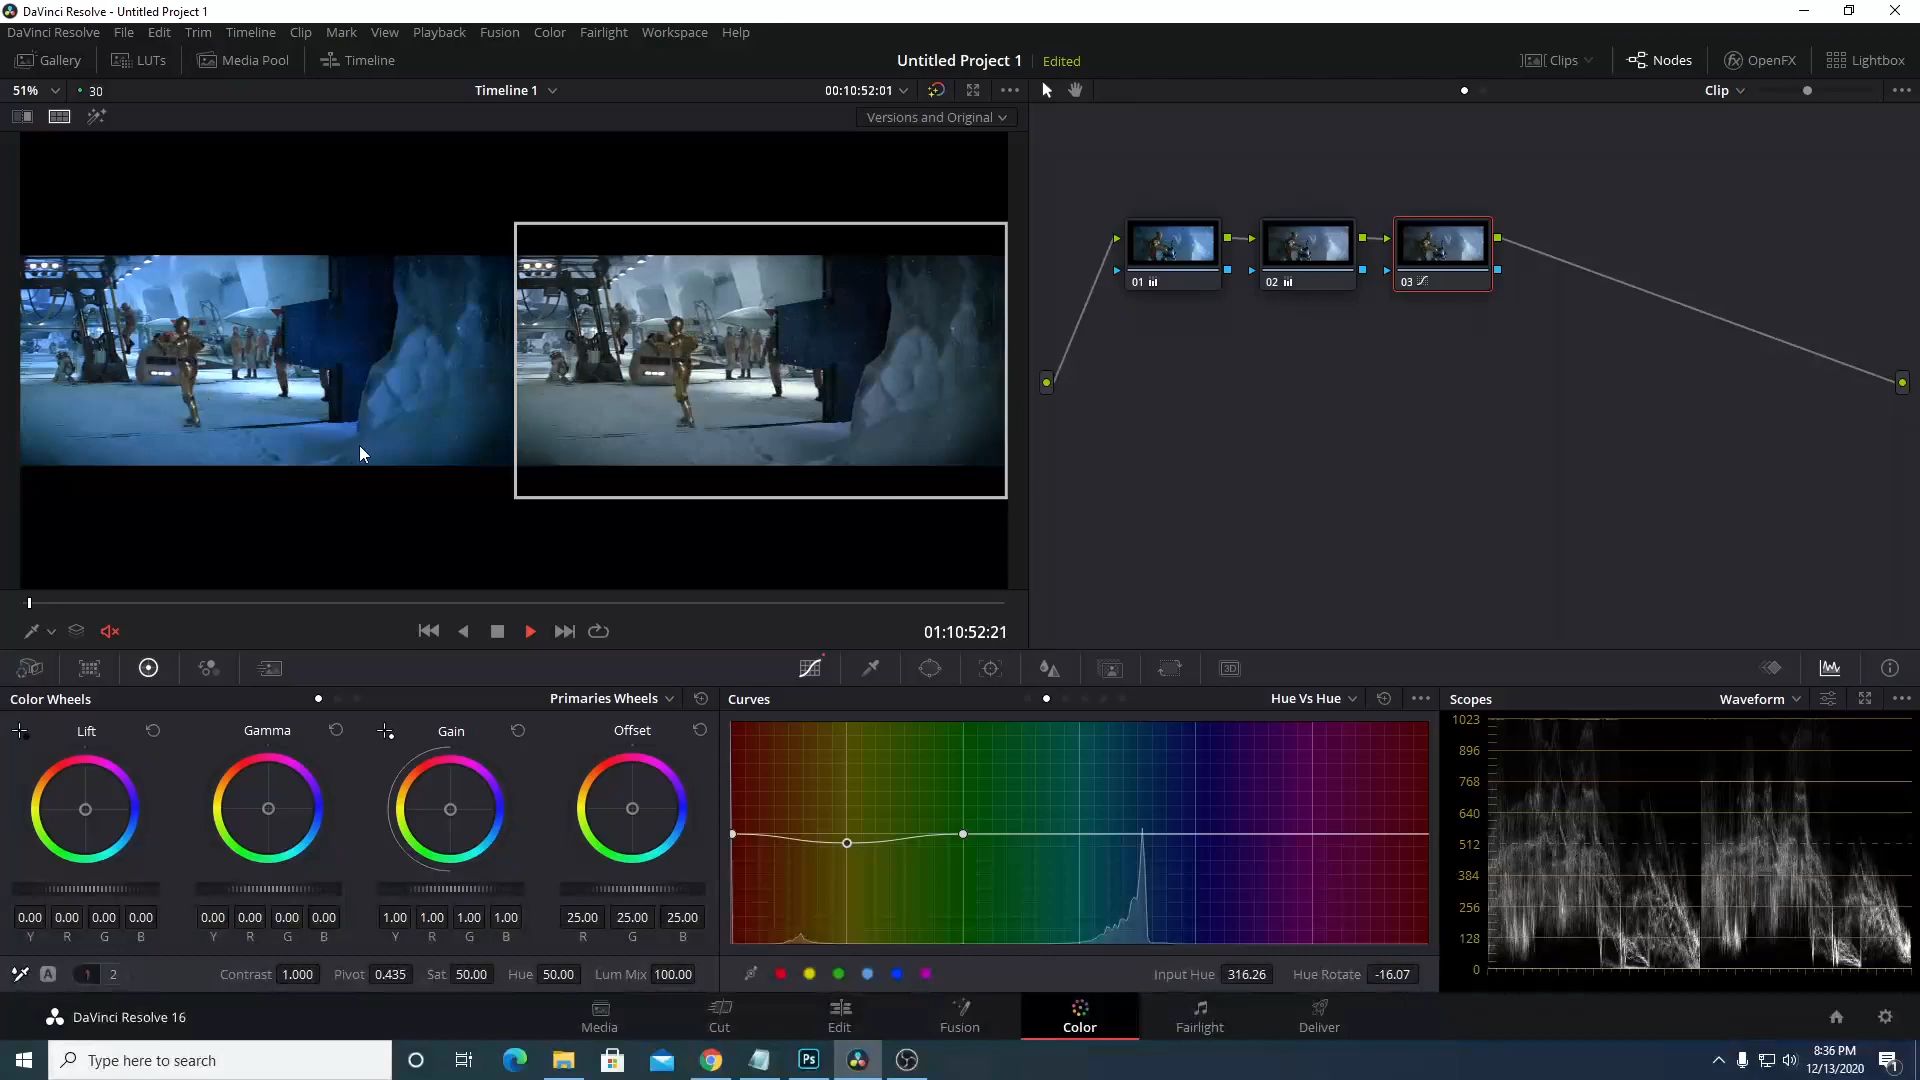 DaVinci Resolve - Untitled Project 1
DaVinci Resolve File Edit Trim Timeline Clip Mark View Playback Fusion Color Fairlight Workspace Help
Gallery LUTs Media Pool Timeline Untitled Project 1 Edited Clips Nodes OpenFX Lightbox
51% 30 Timeline 1 00:10:52:01 Clip
Versions and Original
01 02 03
01:10:52:21
3D
Color Wheels Primaries Wheels Curves Hue Vs Hue Scopes Waveform
Lift Gamma Gain Offset
1023
896
768
640
512
384
256
128
0
0.00 0.00 0.00 0.00 0.00 0.00 0.00 0.00 1.00 1.00 1.00 1.00 25.00 25.00 25.00
Y R G B Y R G B Y R G B R G B
A 1 2 Contrast 1.000 Pivot 0.435 Sat 50.00 Hue 50.00 Lum Mix 100.00 Input Hue 316.26 Hue Rotate -16.07
DaVinci Resolve 16 Media Cut Edit Fusion Color Fairlight Deliver
Type here to search Ps 8:36 PM
12/13/2020 1